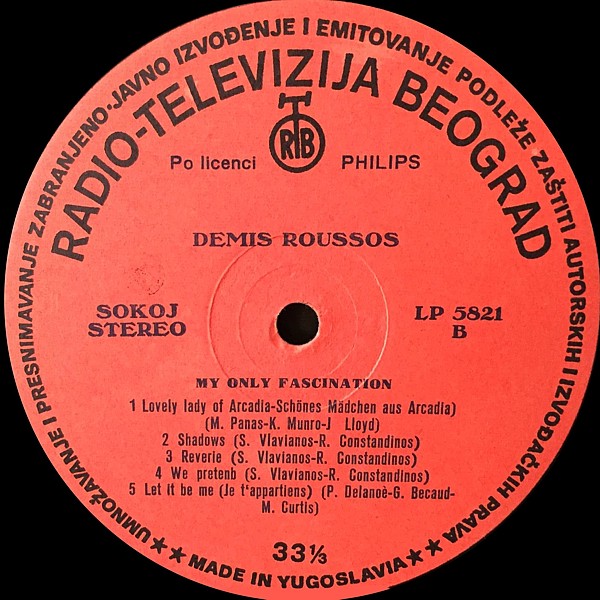 UMNOŽAVANJE I PRESNIMAVANJE ZABRANJENO·JAVNO IZVOĐENJE I EMITOVANJE PODLEŽE ZAŠTITI AUTORSKIH I IZVOĐAČKIH PRAVA
RADIO-TELEVIZIJA BEOGRAD
RTB
Po licenci PHILIPS
DEMIS ROUSSOS
SOKOJ
STEREO
LP 5821
B
MY ONLY FASCINATION
1 Lovely lady of Arcadia-Schönes Mädchen aus Arcadia)
(M. Panas-K. Munro-J Lloyd)
2 Shadows (S. Vlavianos-R. Constandinos)
3 Reverie (S. Vlavianos-R. Constandinos)
4 We pretenb (S. Vlavianos-R. Constandinos)
5 Let it be me (Je t'appartiens) (P. Delanoè-G. Becaud-
M. Curtis)
33⅓
★★ MADE IN YUGOSLAVIA ★★